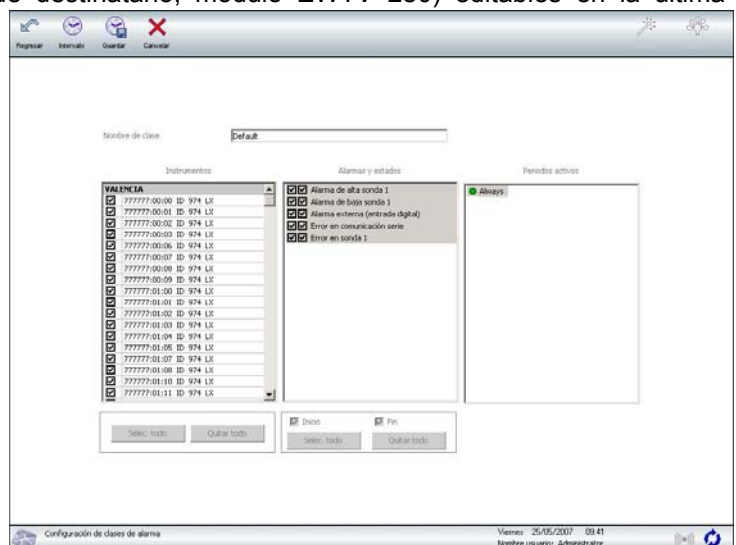 destinatario, módulo EWTV 280) editables en la última
Regresar Intervalo Guardar Cancelar
Nombre de clase Default
Instrumentos
VALENCIA
777777:00:00 ID 974 LX
777777:00:01 ID 974 LX
777777:00:02 ID 974 LX
777777:00:03 ID 974 LX
777777:00:06 ID 974 LX
777777:00:07 ID 974 LX
777777:00:08 ID 974 LX
777777:00:09 ID 974 LX
777777:01:00 ID 974 LX
777777:01:01 ID 974 LX
777777:01:02 ID 974 LX
777777:01:03 ID 974 LX
777777:01:04 ID 974 LX
777777:01:05 ID 974 LX
777777:01:07 ID 974 LX
777777:01:08 ID 974 LX
777777:01:10 ID 974 LX
777777:01:11 ID 974 LX
Selec. todo Quitar todo
Alarmas y estados
Alarma de alta sonda 1
Alarma de baja sonda 1
Alarma externa (entrada digital)
Error en comunicación serie
Error en sonda 1
Inicio Fin
Selec. todo Quitar todo
Periodos activos
Always
Configuración de clases de alarma
Viernes 25/05/2007 09:41
Nombre usuario: Administrator